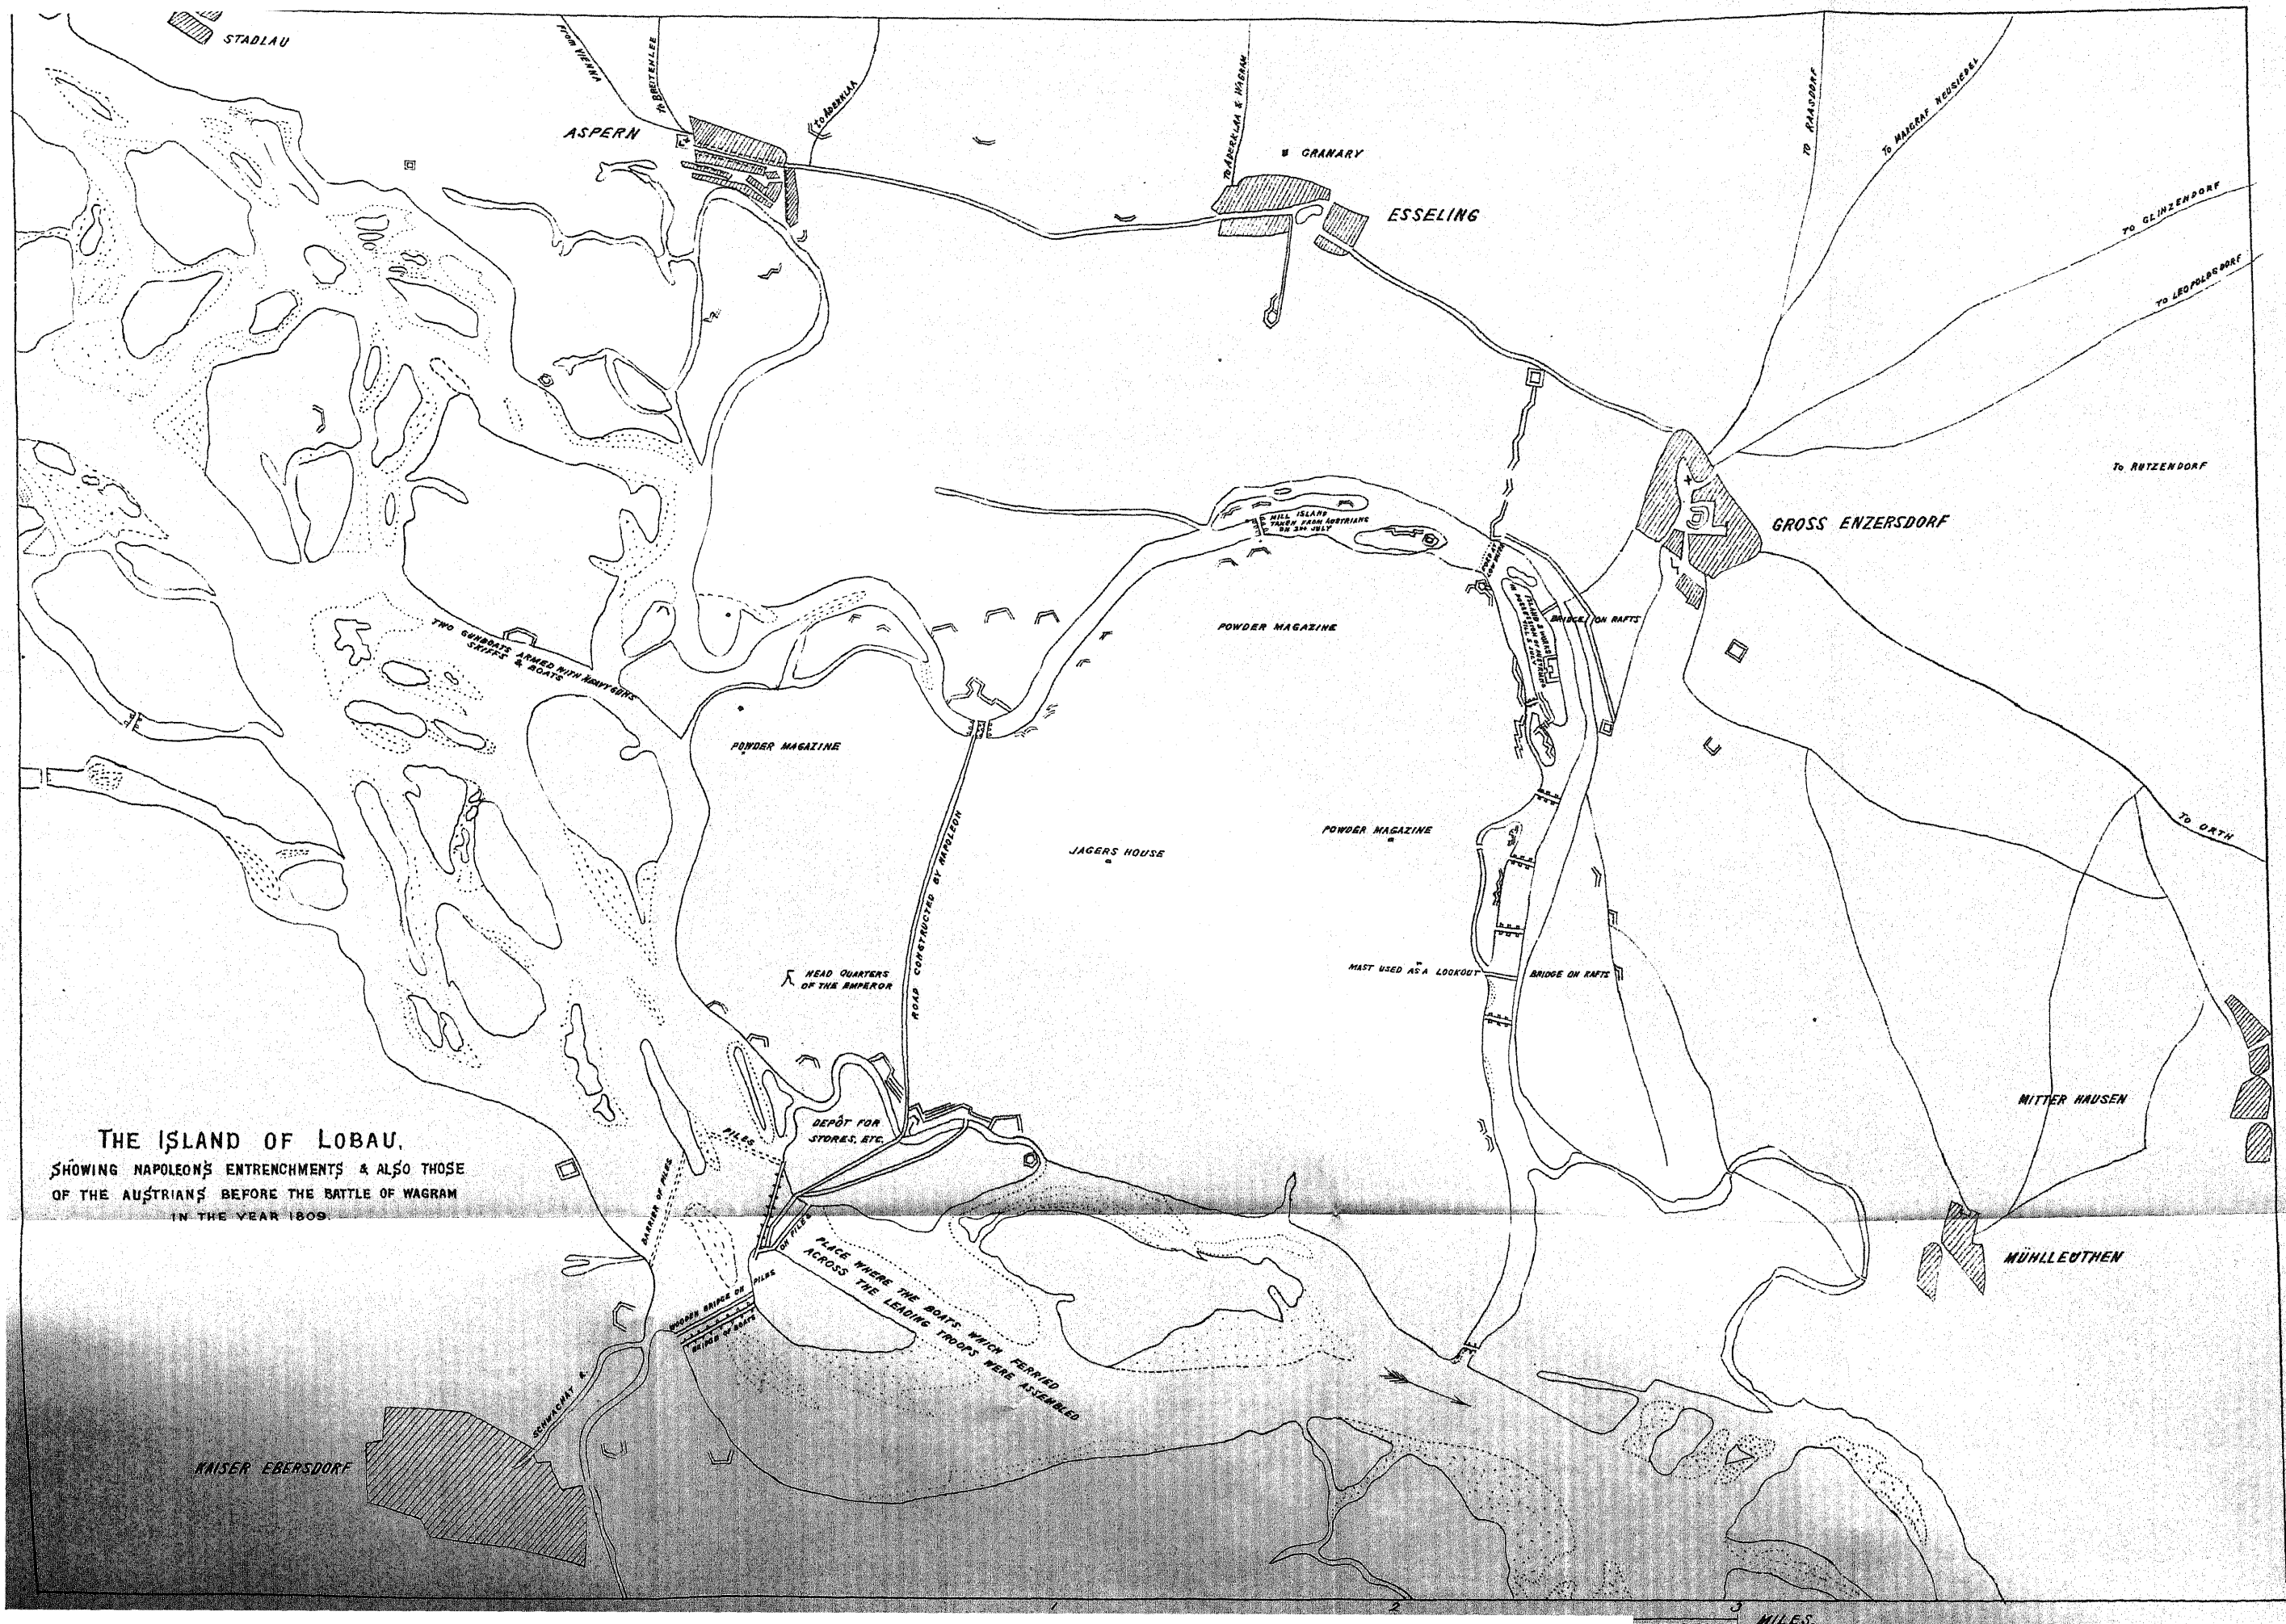 STADLAU
From VIENNA
To BREITENLEE
to ADERKLAA
To ADERKLAA & WAGRAM
TO RAASDORF
To MARGRAF NEUSIEDEL
TO GLINZENDORF
TO LEOPOLDSDORF
ASPERN
GRANARY
ESSELING
To RUTZENDORF
GROSS ENZERSDORF
MILL ISLAND
TAKEN FROM AUSTRIANS
ON 2ND JULY
POWDER MAGAZINE
BRIDGE ON RAFTS
TWO GUNBOATS ARMED WITH HEAVY GUNS
SKIFFS & BOATS
POWDER MAGAZINE
ROAD CONSTRUCTED BY NAPOLEON
JAGERS HOUSE
POWDER MAGAZINE
TO ORTH
HEAD QUARTERS
OF THE EMPEROR
MAST USED AS A LOOKOUT
BRIDGE ON RAFTS
MITTER HAUSEN
DEPÔT FOR
STORES, ETC.
PILES
BARRIER OF PILES
THE ISLAND OF LOBAU,
SHOWING NAPOLEON'S ENTRENCHMENTS & ALSO THOSE
OF THE AUSTRIANS BEFORE THE BATTLE OF WAGRAM
IN THE YEAR 1809.
ON PILES
PLACE WHERE THE BOATS WHICH FERRIED
ACROSS THE LEADING TROOPS WERE ASSEMBLED
WOODEN BRIDGE ON PILES
BRIDGE OF BOATS
MÜHLLEUTHEN
SCHWACHAT R.
KAISER EBERSDORF
1
2
3
MILES